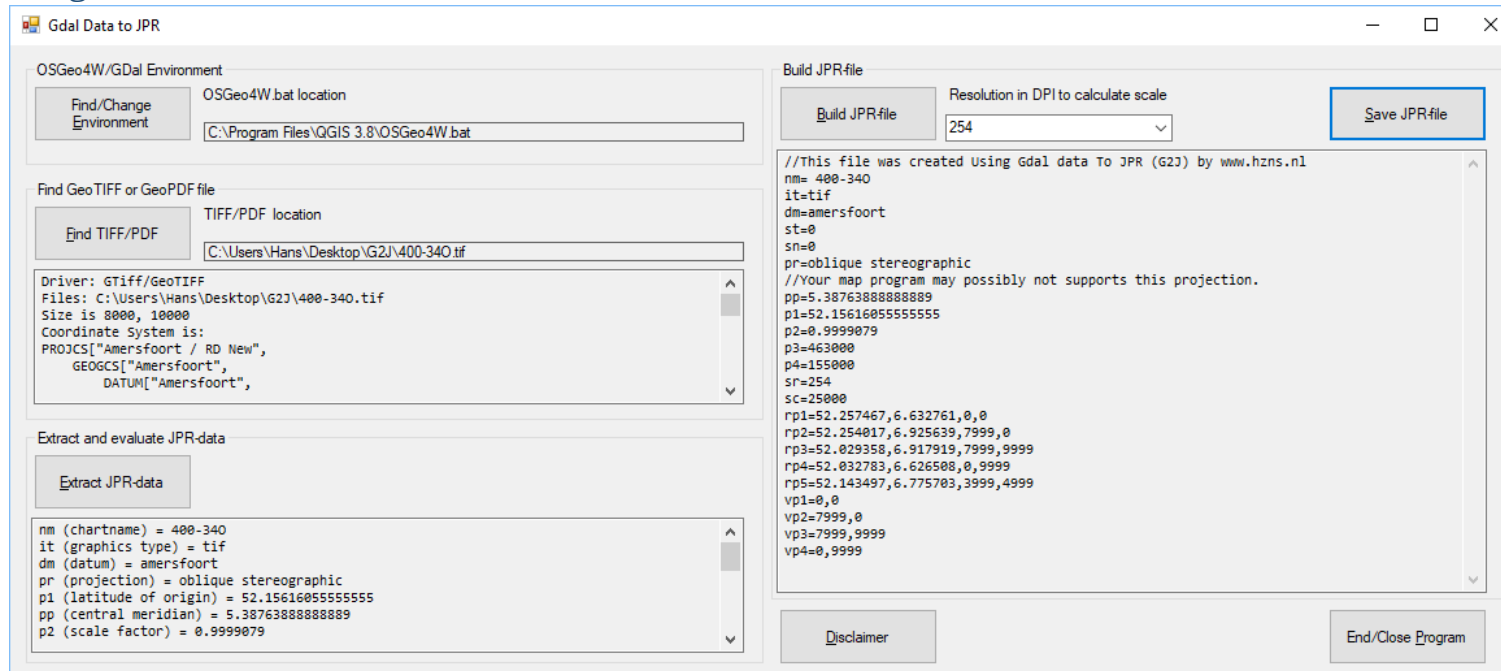 Gdal Data to JPR
OSGeo4W/GDal Environment
Find/Change
Environment
OSGeo4W.bat location
C:\Program Files\QGIS 3.8\OSGeo4W.bat
Find GeoTIFF or GeoPDF file
Find TIFF/PDF
TIFF/PDF location
C:\Users\Hans\Desktop\G2J\400-34O.tif
Driver: GTiff/GeoTIFF
Files: C:\Users\Hans\Desktop\G2J\400-34O.tif
Size is 8000, 10000
Coordinate System is:
PROJCS["Amersfoort / RD New",
GEOGCS["Amersfoort",
DATUM["Amersfoort",
Extract and evaluate JPR-data
Extract JPR-data
nm (chartname) = 400-34O
it (graphics type) = tif
dm (datum) = amersfoort
pr (projection) = oblique stereographic
p1 (latitude of origin) = 52.15616055555555
pp (central meridian) = 5.38763888888889
p2 (scale factor) = 0.9999079
Build JPR-file
Build JPR-file
Resolution in DPI to calculate scale
254
Save JPR-file
//This file was created Using Gdal data To JPR (G2J) by www.hzns.nl
nm= 400-34O
it=tif
dm=amersfoort
st=0
sn=0
pr=oblique stereographic
//Your map program may possibly not supports this projection.
pp=5.38763888888889
p1=52.15616055555555
p2=0.9999079
p3=463000
p4=155000
sr=254
sc=25000
rp1=52.257467,6.632761,0,0
rp2=52.254017,6.925639,7999,0
rp3=52.029358,6.917919,7999,9999
rp4=52.032783,6.626508,0,9999
rp5=52.143497,6.775703,3999,4999
vp1=0,0
vp2=7999,0
vp3=7999,9999
vp4=0,9999
Disclaimer
End/Close Program